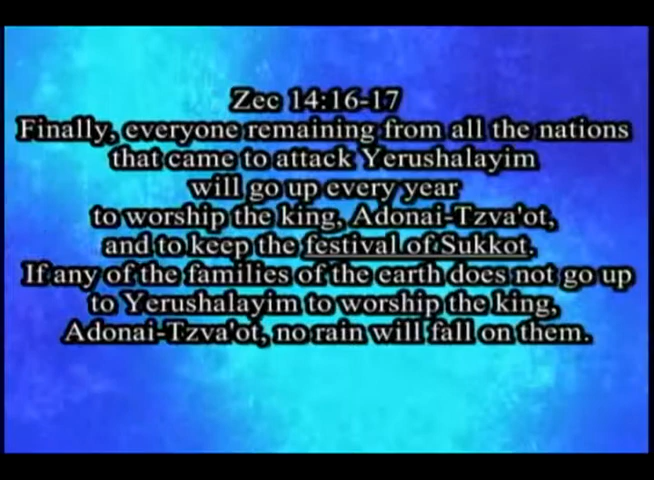 Zec 14:16-17
Finally, everyone remaining from all the nations
that came to attack Yerushalayim
will go up every year
to worship the king, Adonai-Tzva'ot,
and to keep the festival of Sukkot.
If any of the families of the earth does not go up
to Yerushalayim to worship the king,
Adonai-Tzva'ot, no rain will fall on them.